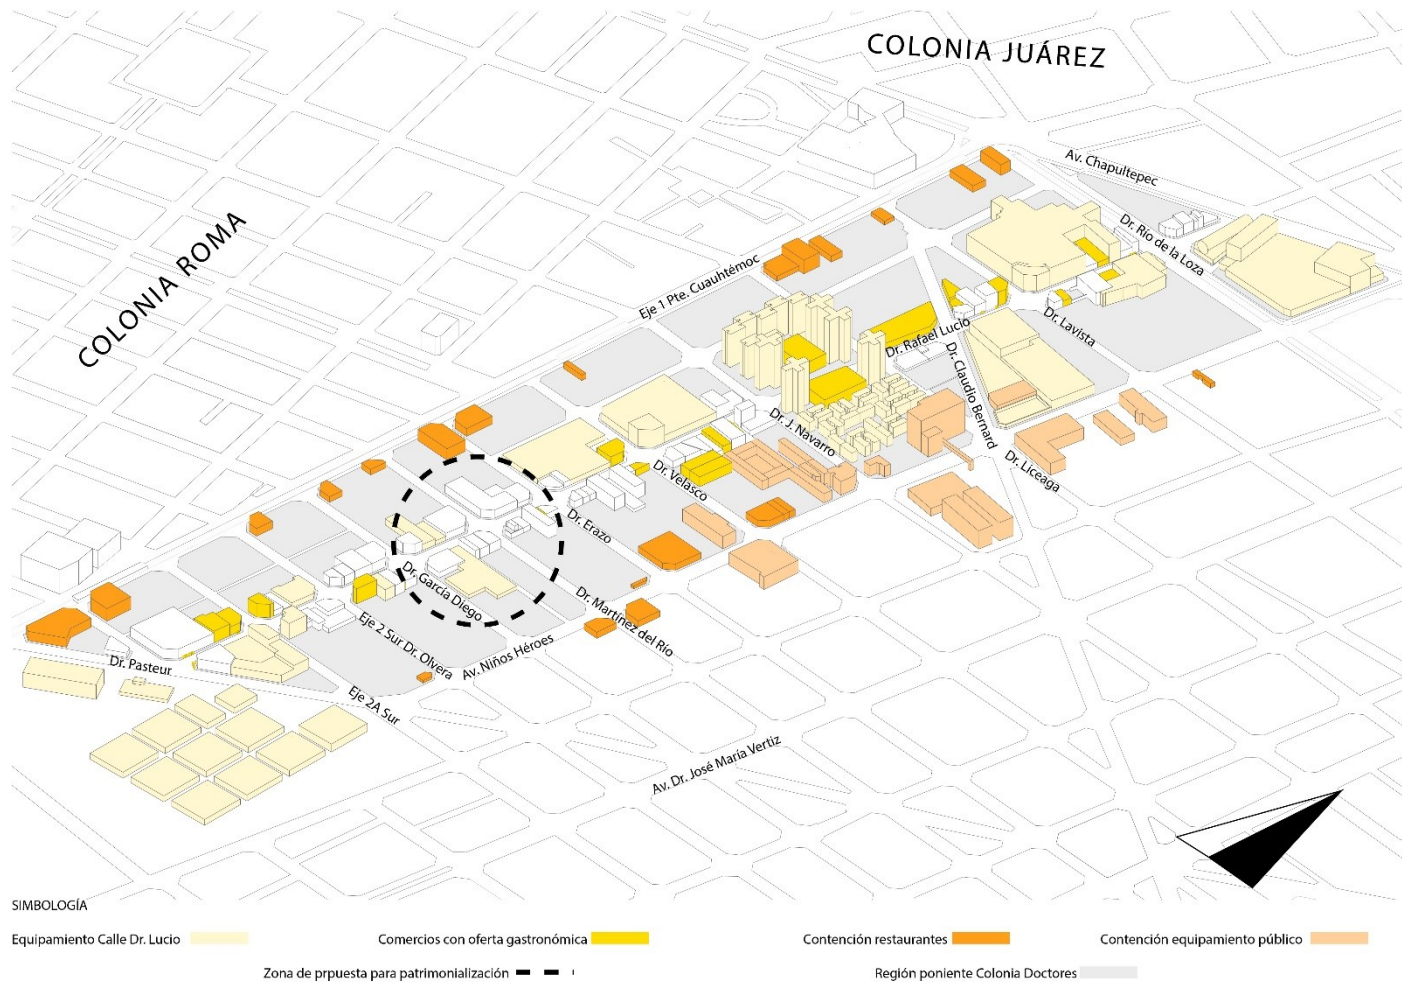 COLONIA JUÁREZ
Av. Chapultepec
COLONIA ROMA
Dr. Río de la Loza
Eje 1 Pte. Cuauhtémoc
Dr. Rafael Lucio
Dr. Lavista
Dr. Claudio Bernard
Dr. J. Navarro
Dr. Liceaga
Dr. Velasco
Dr. Erazo
Dr. García Diego
Dr. Martínez del Río
Eje 2 Sur Dr. Olvera
Av. Niños Héroes
Dr. Pasteur
Eje 2A Sur
Av. Dr. José María Vertiz
SIMBOLOGÍA
Equipamiento Calle Dr. Lucio
Comercios con oferta gastronómica
Contención restaurantes
Contención equipamiento público
Zona de prpuesta para patrimonialización
Región poniente Colonia Doctores